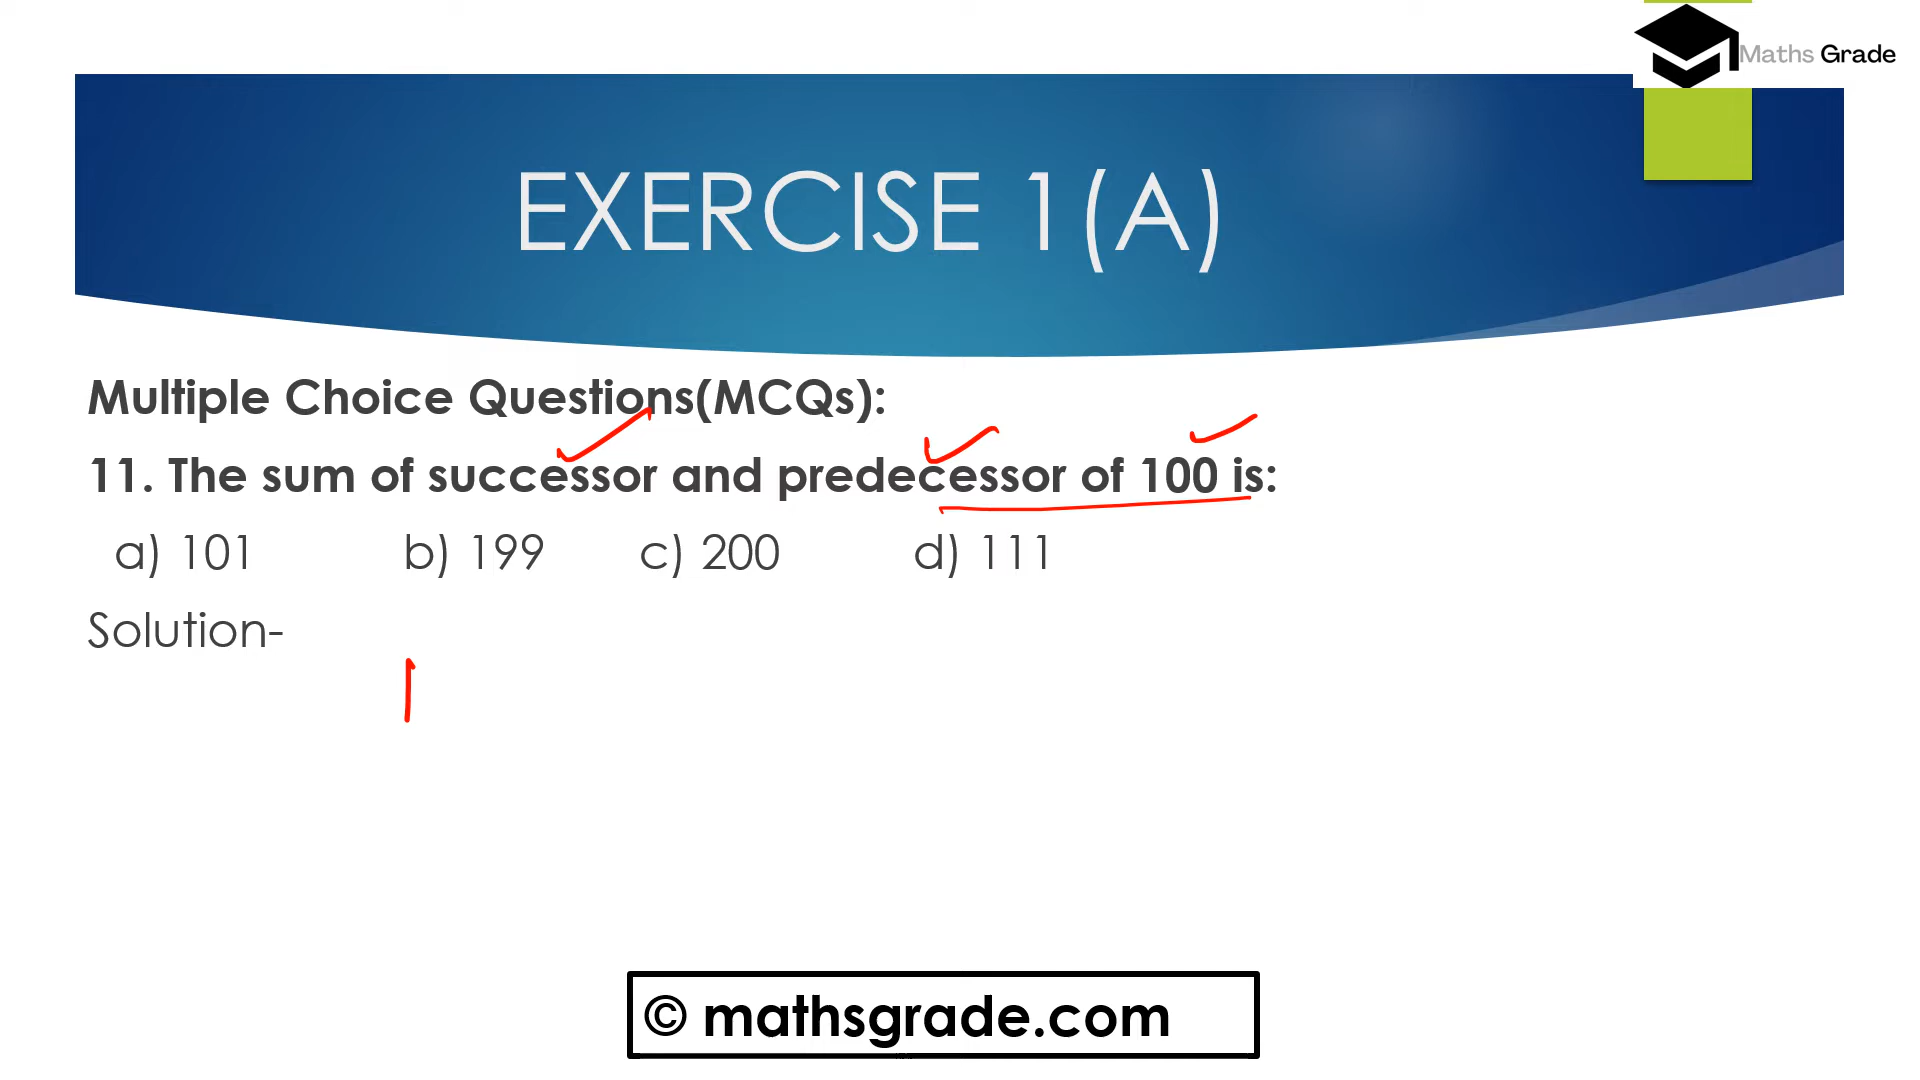 Maths Grade
EXERCISE 1(A)
Multiple Choice Questions(MCQs):
11. The sum of successor and predecessor of 100 is:
a) 101 b) 199 c) 200 d) 111
Solution-
1
© mathsgrade.com